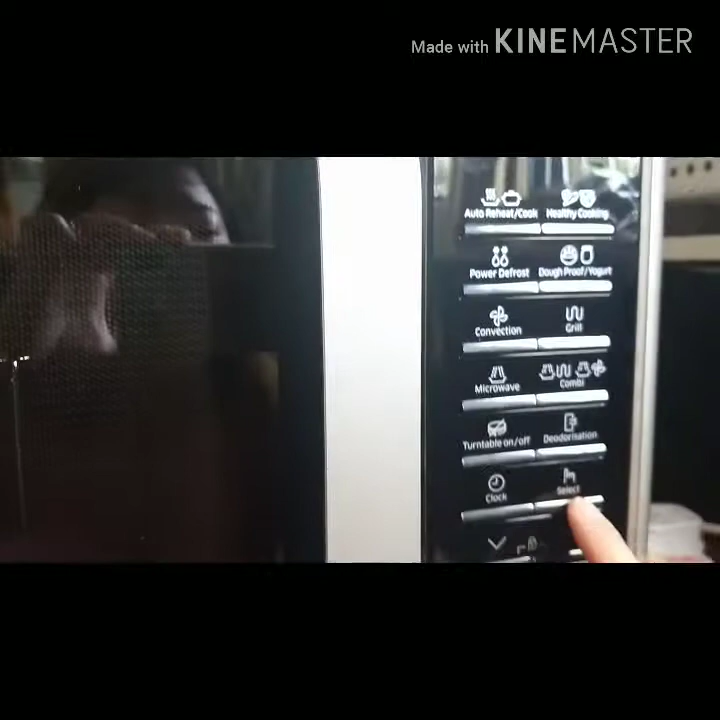 Made with KINEMASTER
Auto Reheat/Cook
Healthy Cooking
Power Defrost
Dough Proof/Yogurt
Convection
Grill
Microwave
Combi
Turntable on/off
Deodorisation
Clock
Select